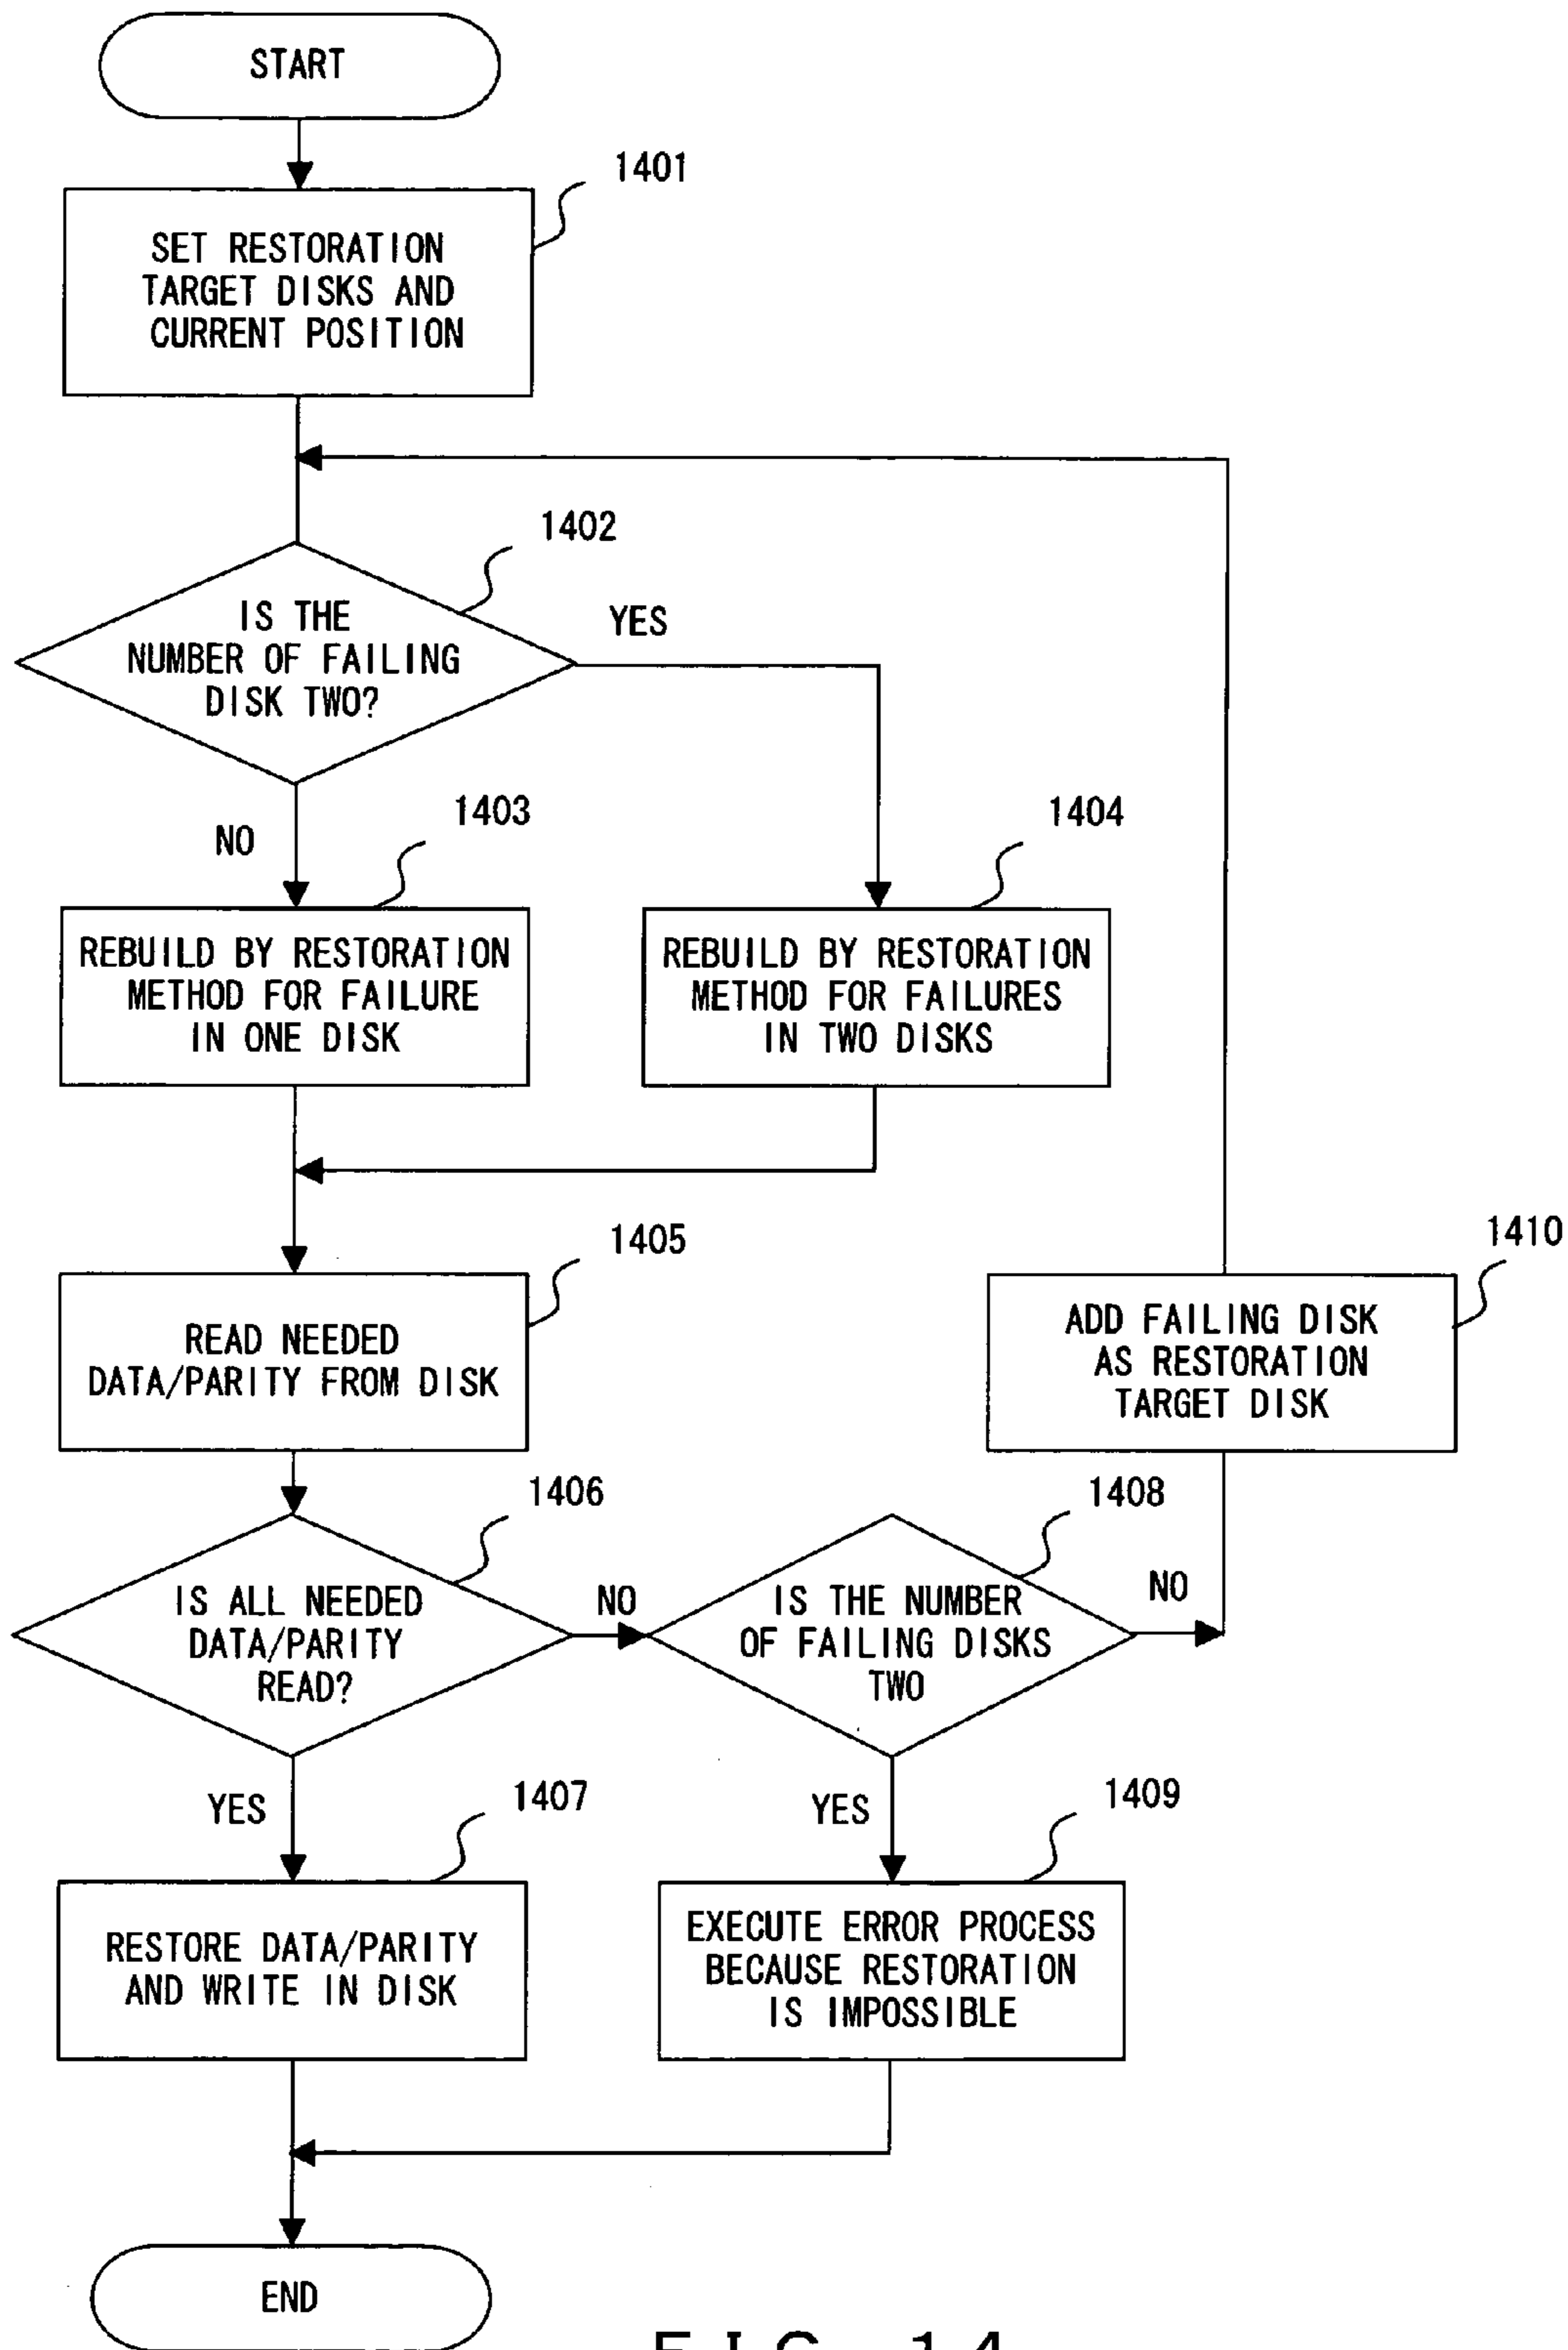 START
1401
SET RESTORATION
TARGET DISKS AND
CURRENT POSITION
1402
IS THE
NUMBER OF FAILING
DISK TWO?
YES
NO
1403
REBUILD BY RESTORATION
METHOD FOR FAILURE
IN ONE DISK
1404
REBUILD BY RESTORATION
METHOD FOR FAILURES
IN TWO DISKS
1405
READ NEEDED
DATA/PARITY FROM DISK
1410
ADD FAILING DISK
AS RESTORATION
TARGET DISK
1406
IS ALL NEEDED
DATA/PARITY
READ?
NO
1408
IS THE NUMBER
OF FAILING DISKS
TWO
NO
YES
1407
RESTORE DATA/PARITY
AND WRITE IN DISK
YES
1409
EXECUTE ERROR PROCESS
BECAUSE RESTORATION
IS IMPOSSIBLE
END
FIG. 14